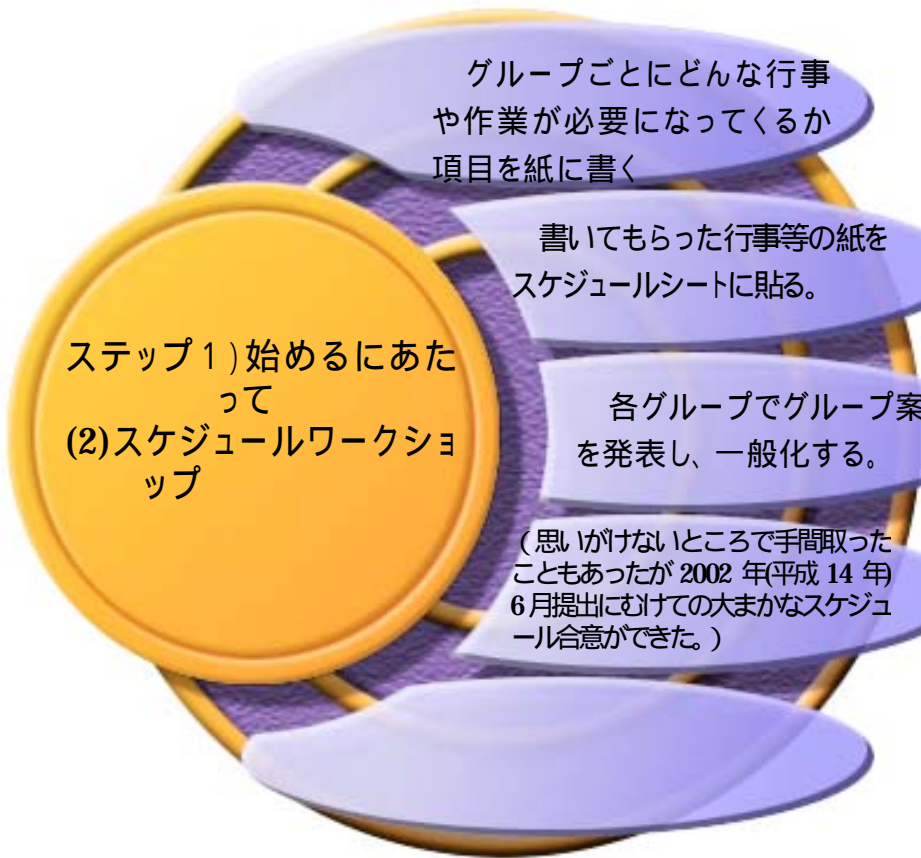 ステップ１)始めるにあた
って
(2)スケジュールワークショ
ップ
グループごとにどんな行事
や作業が必要になってくるか
項目を紙に書く
書いてもらった行事等の紙を
スケジュールシートに貼る。
各グループでグループ案
を発表し、一般化する。
(思いがけないところで手間取った
こともあったが 2002 年(平成 14 年)
6月提出にむけての大まかなスケジュ
ール合意ができた。)